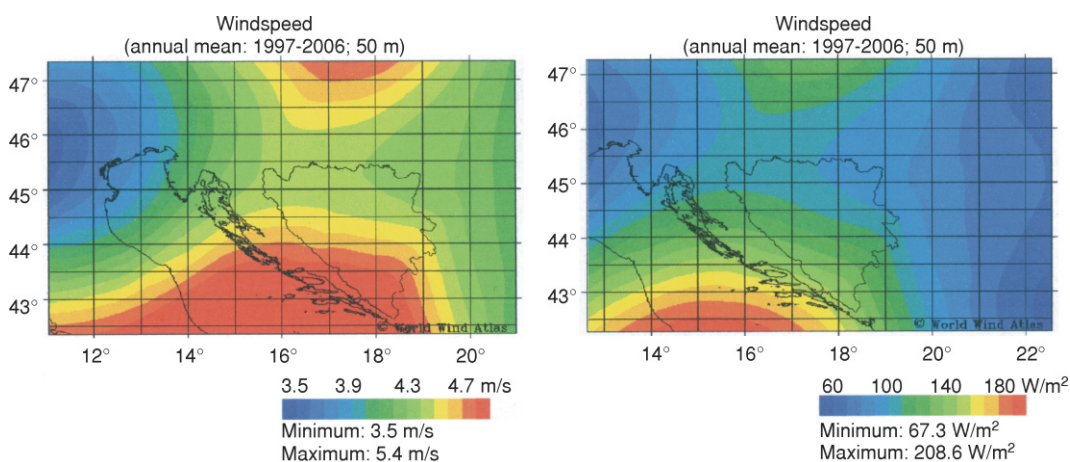 Windspeed
(annual mean: 1997-2006; 50 m)
47°
46°
45°
44°
43°
© World Wind Atlas
12° 14° 16° 18° 20°
3.5 3.9 4.3 4.7 m/s
Minimum: 3.5 m/s
Maximum: 5.4 m/s
Windspeed
(annual mean: 1997-2006; 50 m)
47°
46°
45°
44°
43°
© World Wind Atlas
14° 16° 18° 20° 22°
60 100 140 180 W/m²
Minimum: 67.3 W/m²
Maximum: 208.6 W/m²